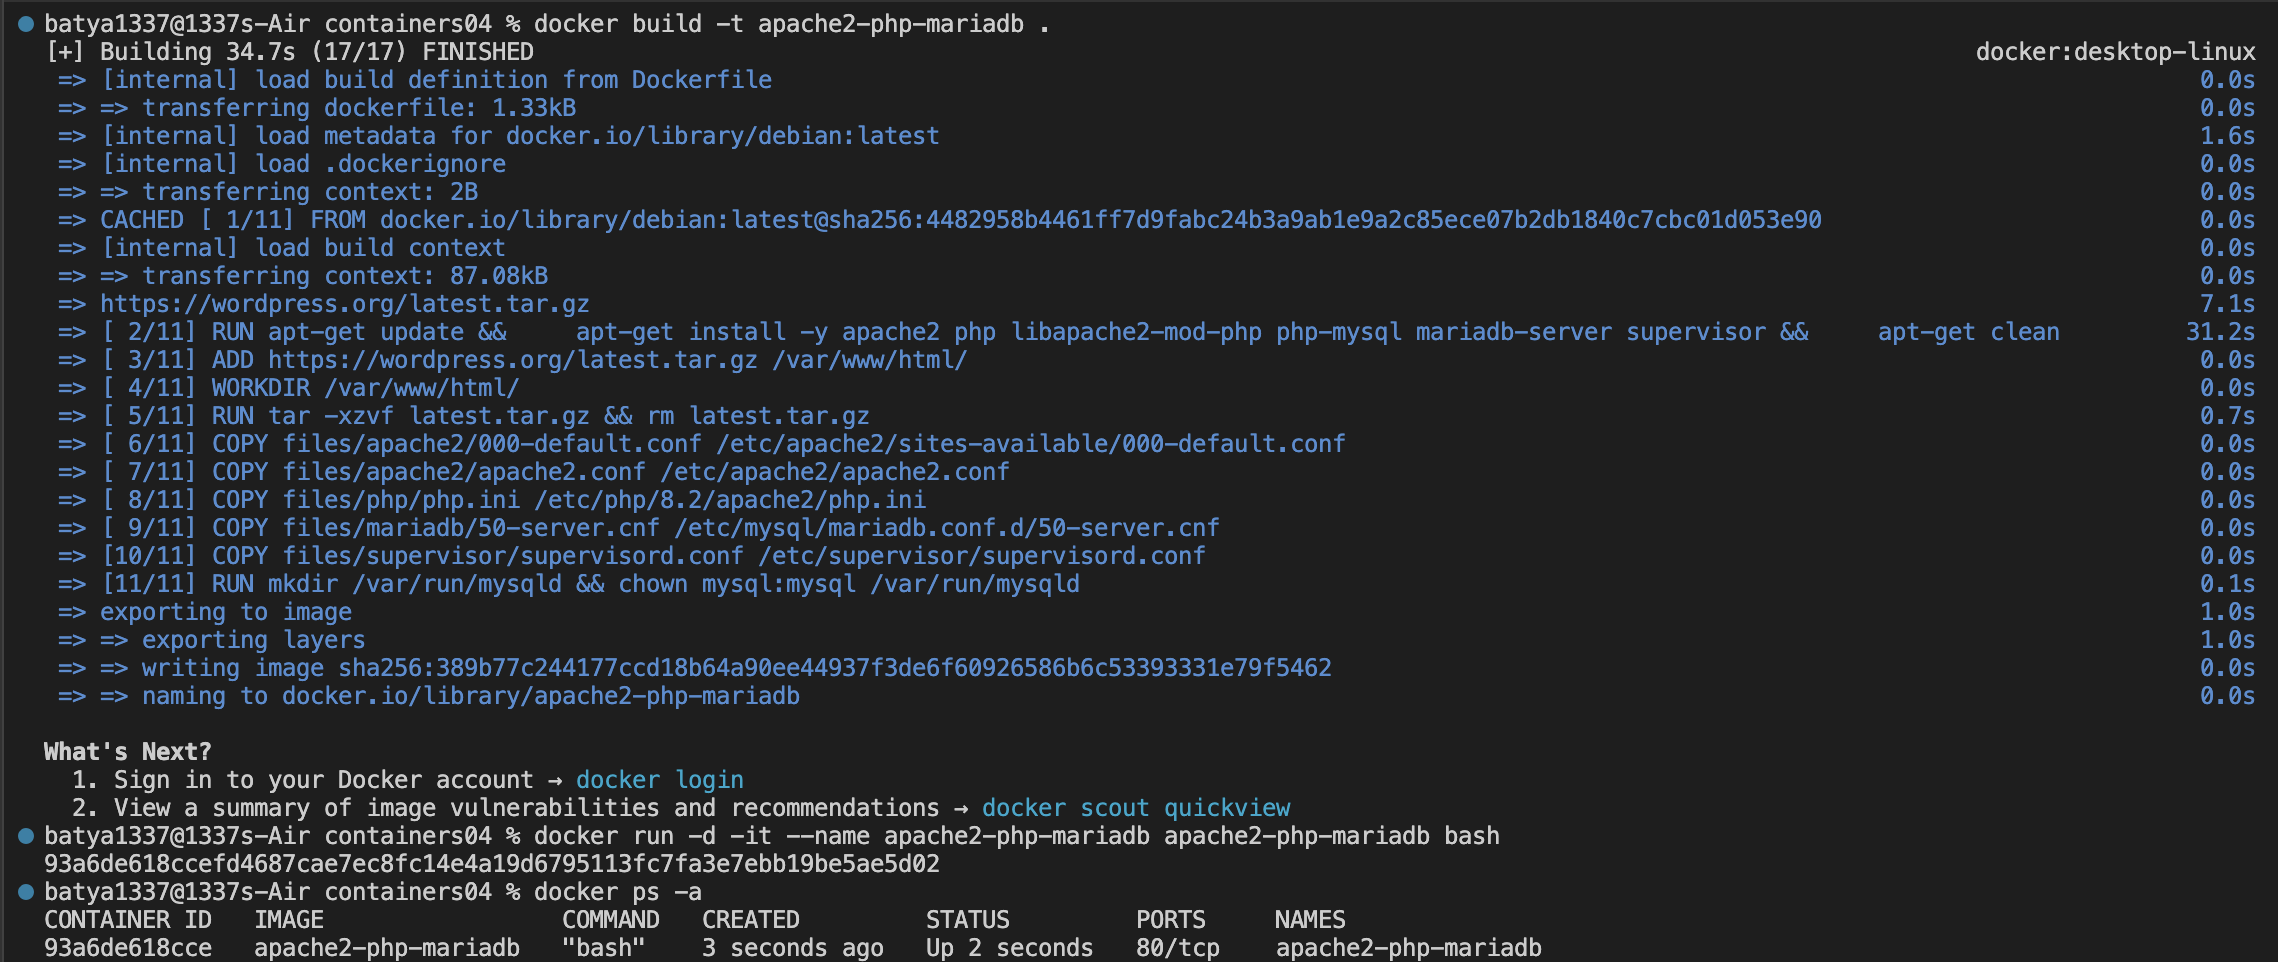 batya1337@1337s-Air containers04 % docker build -t apache2-php-mariadb .
[+] Building 34.7s (17/17) FINISHED docker:desktop-linux
=> [internal] load build definition from Dockerfile 0.0s
=> => transferring dockerfile: 1.33kB 0.0s
=> [internal] load metadata for docker.io/library/debian:latest 1.6s
=> [internal] load .dockerignore 0.0s
=> => transferring context: 2B 0.0s
=> CACHED [ 1/11] FROM docker.io/library/debian:latest@sha256:4482958b4461ff7d9fabc24b3a9ab1e9a2c85ece07b2db1840c7cbc01d053e90 0.0s
=> [internal] load build context 0.0s
=> => transferring context: 87.08kB 0.0s
=> https://wordpress.org/latest.tar.gz 7.1s
=> [ 2/11] RUN apt-get update &&     apt-get install -y apache2 php libapache2-mod-php php-mysql mariadb-server supervisor &&     apt-get clean 31.2s
=> [ 3/11] ADD https://wordpress.org/latest.tar.gz /var/www/html/ 0.0s
=> [ 4/11] WORKDIR /var/www/html/ 0.0s
=> [ 5/11] RUN tar -xzvf latest.tar.gz && rm latest.tar.gz 0.7s
=> [ 6/11] COPY files/apache2/000-default.conf /etc/apache2/sites-available/000-default.conf 0.0s
=> [ 7/11] COPY files/apache2/apache2.conf /etc/apache2/apache2.conf 0.0s
=> [ 8/11] COPY files/php/php.ini /etc/php/8.2/apache2/php.ini 0.0s
=> [ 9/11] COPY files/mariadb/50-server.cnf /etc/mysql/mariadb.conf.d/50-server.cnf 0.0s
=> [10/11] COPY files/supervisor/supervisord.conf /etc/supervisor/supervisord.conf 0.0s
=> [11/11] RUN mkdir /var/run/mysqld && chown mysql:mysql /var/run/mysqld 0.1s
=> exporting to image 1.0s
=> => exporting layers 1.0s
=> => writing image sha256:389b77c244177ccd18b64a90ee44937f3de6f60926586b6c53393331e79f5462 0.0s
=> => naming to docker.io/library/apache2-php-mariadb 0.0s
What's Next?
1. Sign in to your Docker account → docker login
2. View a summary of image vulnerabilities and recommendations → docker scout quickview
batya1337@1337s-Air containers04 % docker run -d -it --name apache2-php-mariadb apache2-php-mariadb bash
93a6de618ccefd4687cae7ec8fc14e4a19d6795113fc7fa3e7ebb19be5ae5d02
batya1337@1337s-Air containers04 % docker ps -a
CONTAINER ID   IMAGE   COMMAND   CREATED   STATUS   PORTS   NAMES
93a6de618cce   apache2-php-mariadb   "bash"   3 seconds ago   Up 2 seconds   80/tcp   apache2-php-mariadb